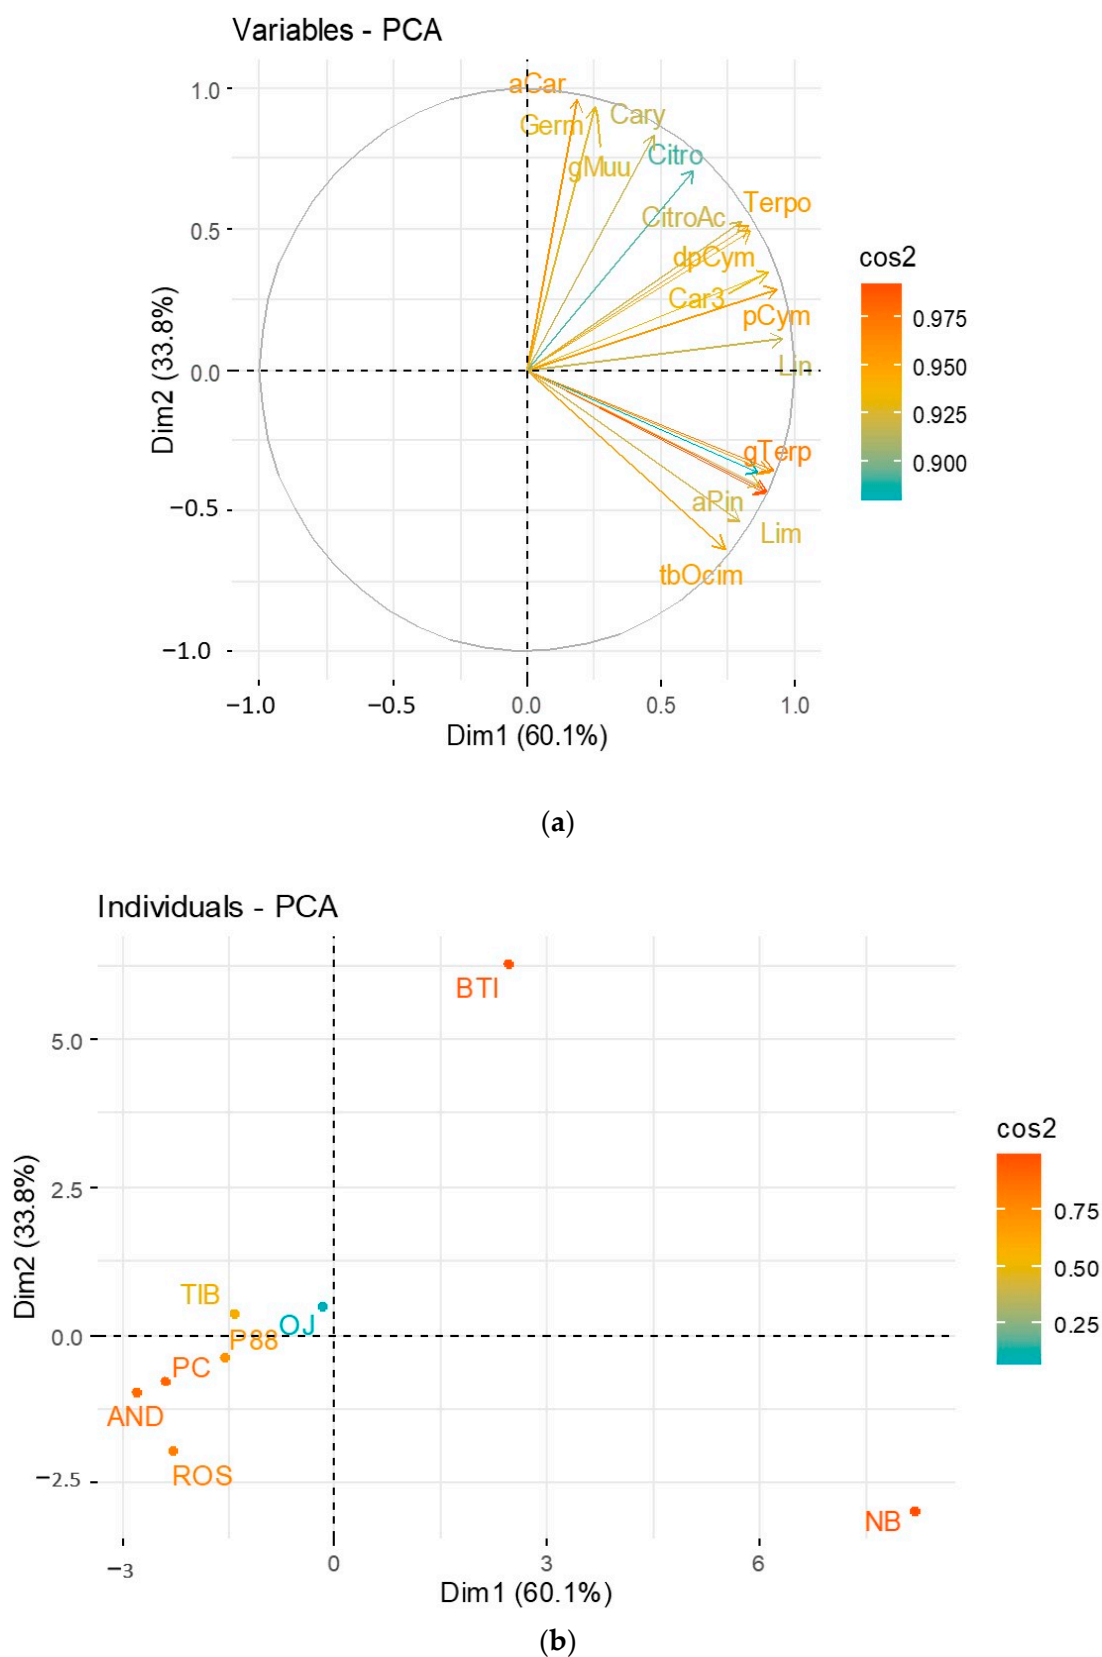 Variables - PCA
aCar
Germ
Cary
gMuu
Citro
CitroAc
Terpo
dpCym
Car3
pCym
Lin
gTerp
aPin
Lim
tbOcim
1.0
0.5
0.0
−0.5
−1.0
Dim2 (33.8%)
−1.0
−0.5
0.0
0.5
1.0
Dim1 (60.1%)
cos2
0.975
0.950
0.925
0.900
(a)
Individuals - PCA
BTI
TIB
OJ
P88
PC
AND
ROS
NB
5.0
2.5
0.0
−2.5
Dim2 (33.8%)
−3
0
3
6
Dim1 (60.1%)
cos2
0.75
0.50
0.25
(b)